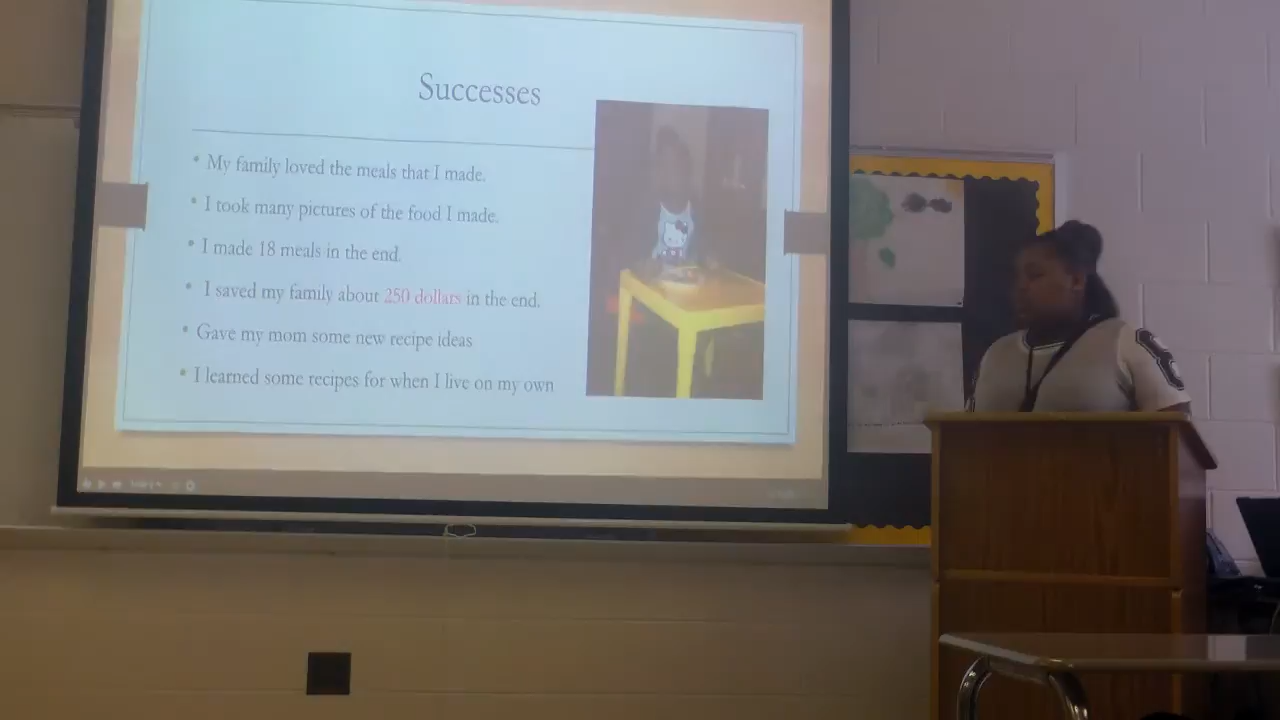 Successes
• My family loved the meals that I made.
• I took many pictures of the food I made.
• I made 18 meals in the end.
• I saved my family about 250 dollars in the end.
• Gave my mom some new recipe ideas
• I learned some recipes for when I live on my own